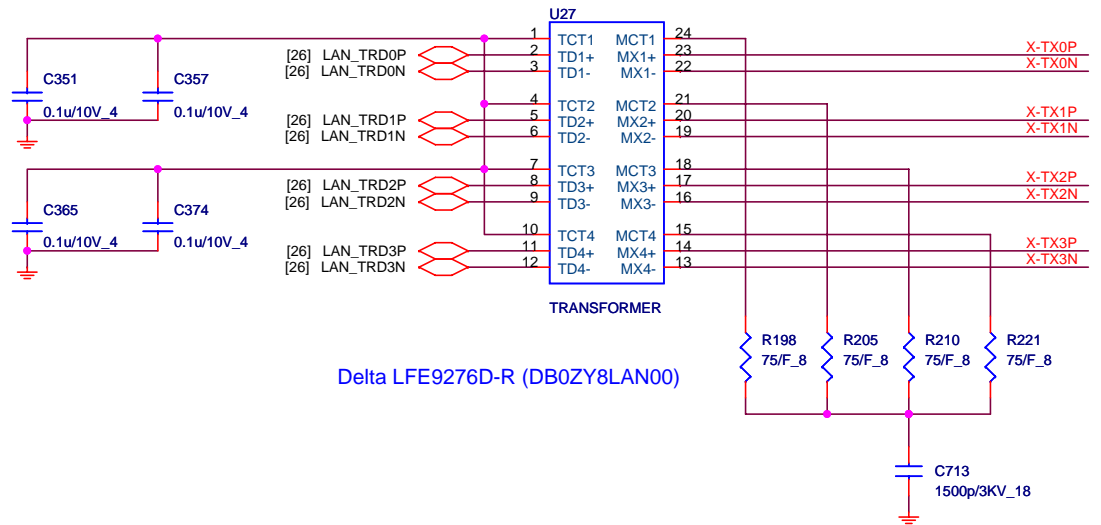 U27
1 TCT1 MCT1 24
[26] LAN_TRD0P 2 TD1+ MX1+ 23 X-TX0P
[26] LAN_TRD0N 3 TD1- MX1- 22 X-TX0N
C351
0.1u/10V_4
C357
0.1u/10V_4
4 TCT2 MCT2 21
[26] LAN_TRD1P 5 TD2+ MX2+ 20 X-TX1P
[26] LAN_TRD1N 6 TD2- MX2- 19 X-TX1N
7 TCT3 MCT3 18
[26] LAN_TRD2P 8 TD3+ MX3+ 17 X-TX2P
[26] LAN_TRD2N 9 TD3- MX3- 16 X-TX2N
C365
0.1u/10V_4
C374
0.1u/10V_4
10 TCT4 MCT4 15
[26] LAN_TRD3P 11 TD4+ MX4+ 14 X-TX3P
[26] LAN_TRD3N 12 TD4- MX4- 13 X-TX3N
TRANSFORMER
R198
75/F_8
R205
75/F_8
R210
75/F_8
R221
75/F_8
Delta LFE9276D-R (DB0ZY8LAN00)
C713
1500p/3KV_18